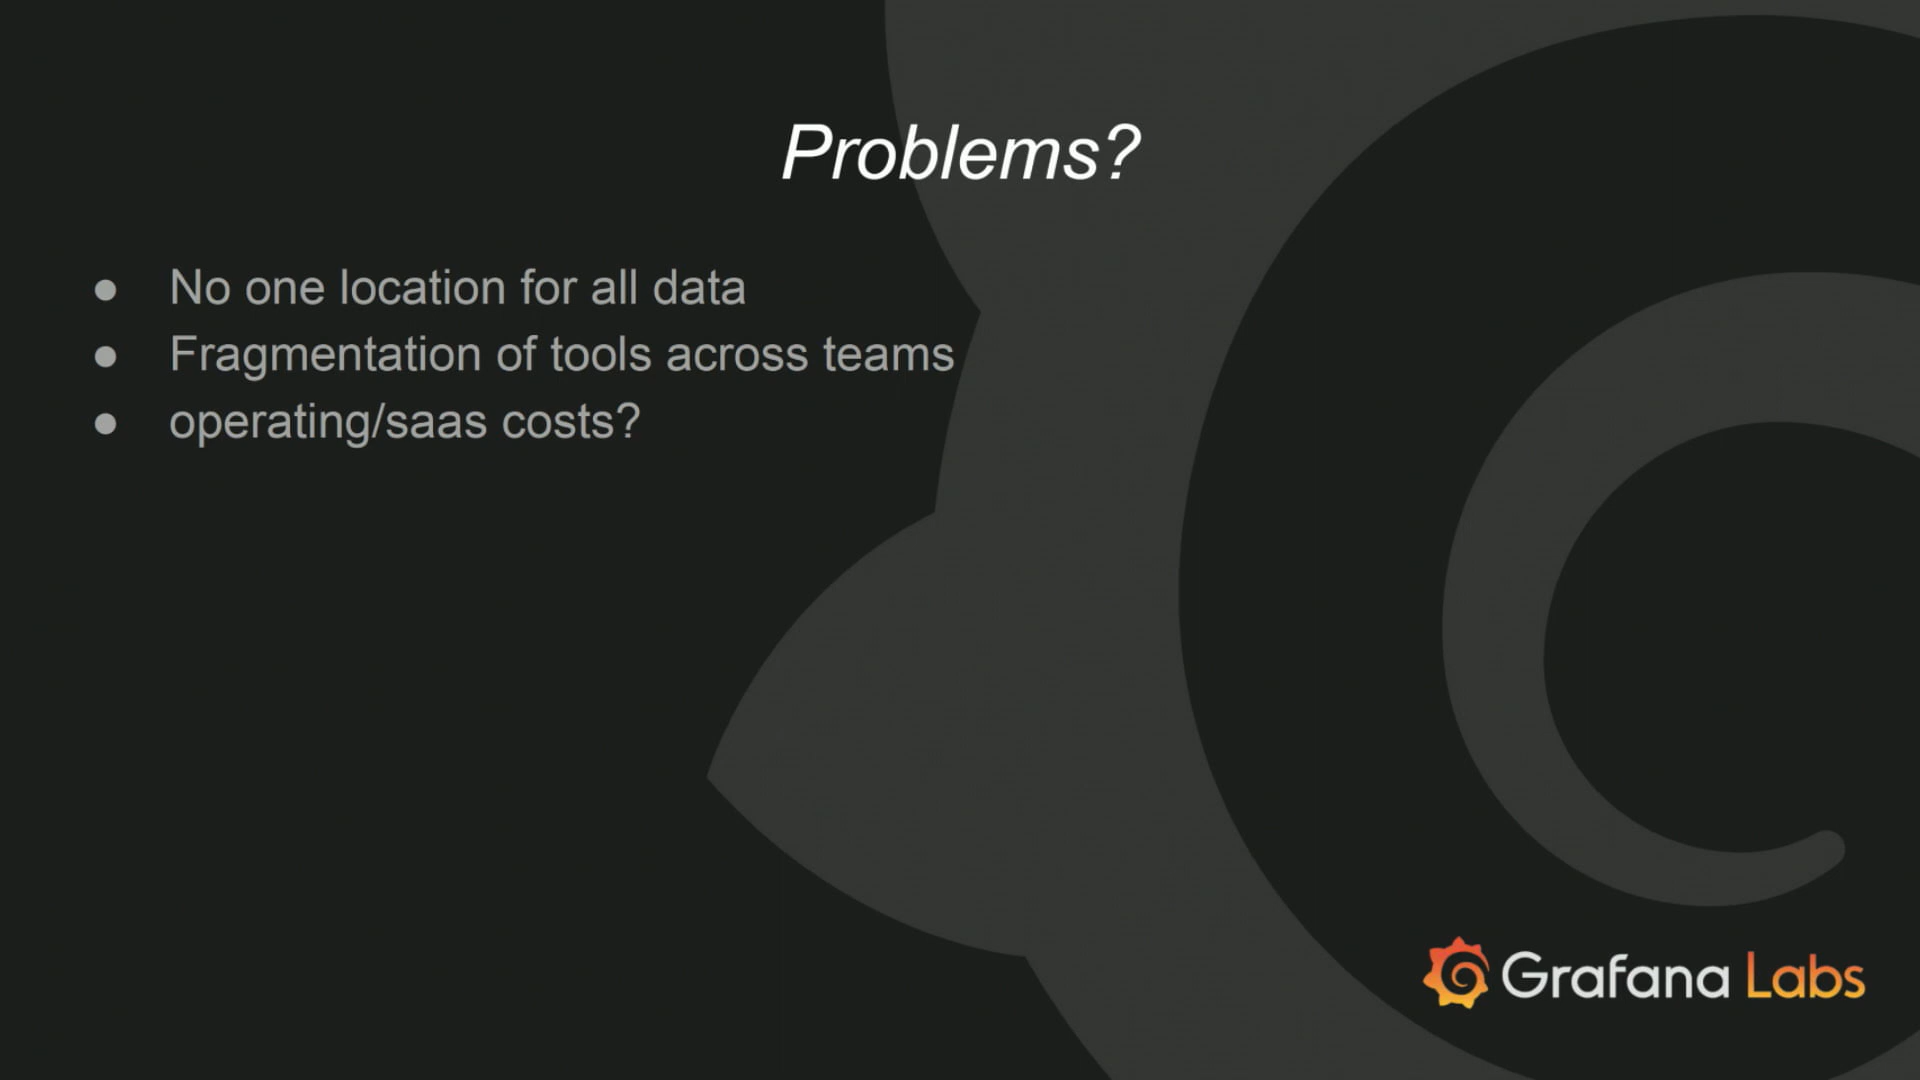 Problems?
● No one location for all data
● Fragmentation of tools across teams
● operating/saas costs?
Grafana Labs